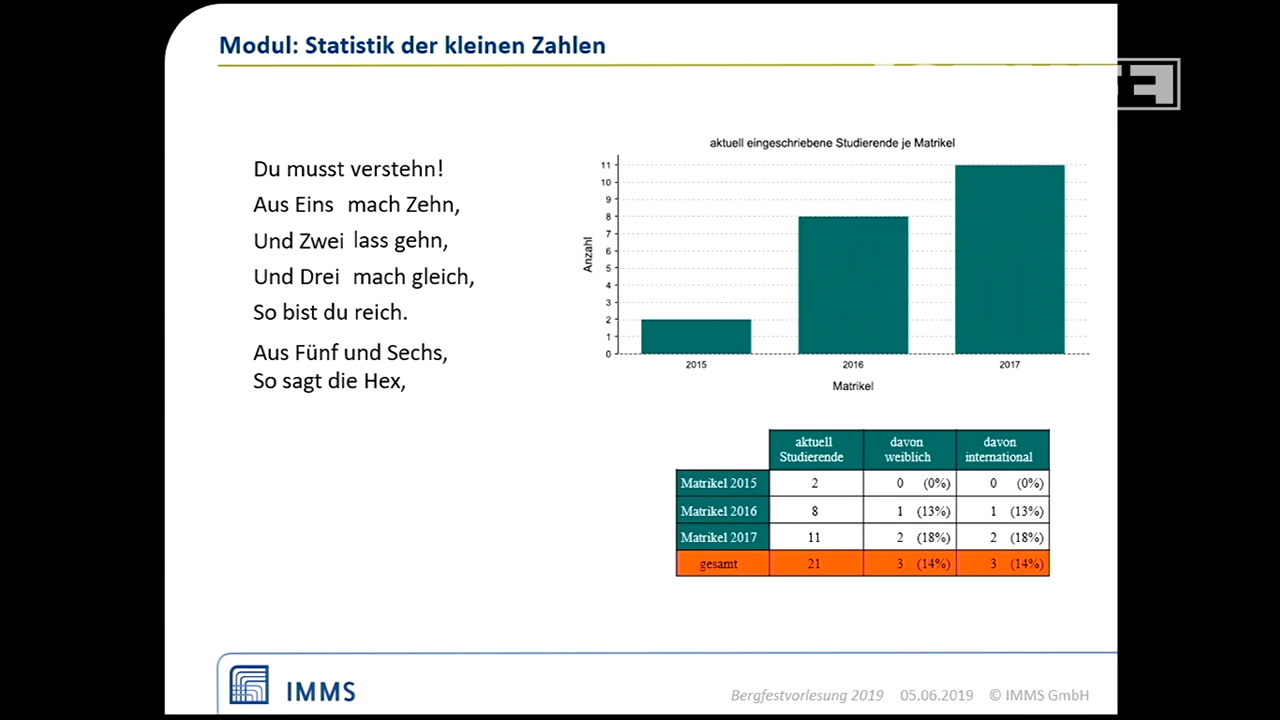 Modul: Statistik der kleinen Zahlen
Du musst verstehn!
Aus Eins mach Zehn,
Und Zwei lass gehn,
Und Drei mach gleich,
So bist du reich.
Aus Fünf und Sechs,
So sagt die Hex,
aktuell eingeschriebene Studierende je Matrikel
Anzahl
11
10
9
8
7
6
5
4
3
2
1
0
2015 2016 2017
Matrikel
aktuell Studierende davon weiblich davon international
Matrikel 2015 2 0 (0%) 0 (0%)
Matrikel 2016 8 1 (13%) 1 (13%)
Matrikel 2017 11 2 (18%) 2 (18%)
gesamt 21 3 (14%) 3 (14%)
IMMS
Bergfestvorlesung 2019 05.06.2019 © IMMS GmbH